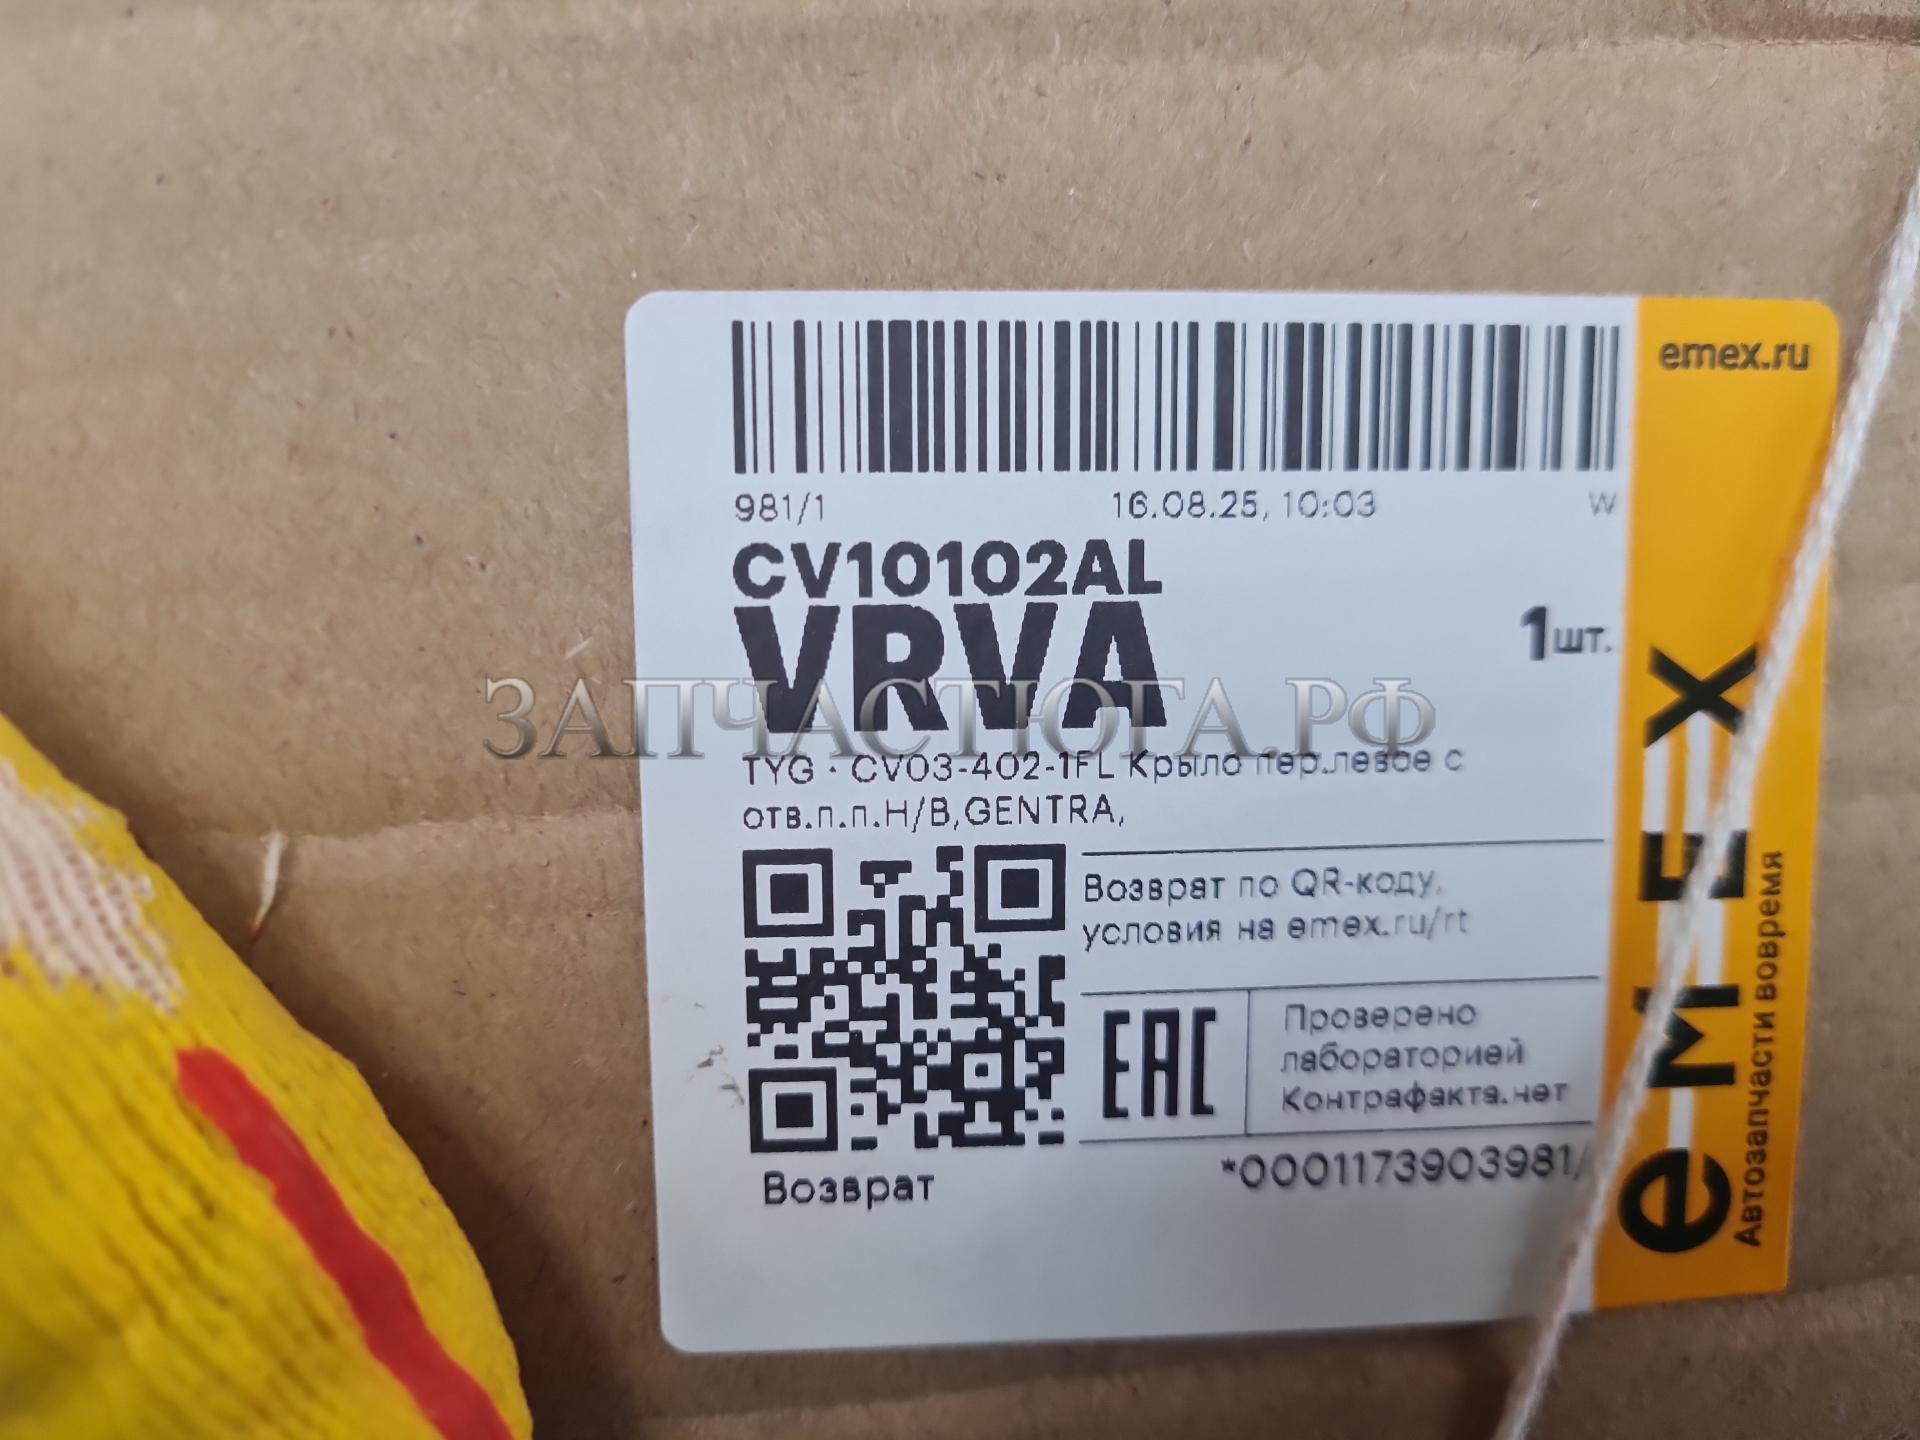 emex.ru
981/1 16.08.25, 10:03 W
CV10102AL
VRVA
1шт.
ЗАПЧАСТЮГА.РФ
TYG · CV03-402-1FL Крыло пер.левое с
отв.п.п.Н/В,GENTRA,
Возврат по QR-коду,
условия на emex.ru/rt
EAC
Проверено
лабораторией
Контрафакта.нет
*0001173903981/
Возврат
eMEX
Автозапчасти вовремя